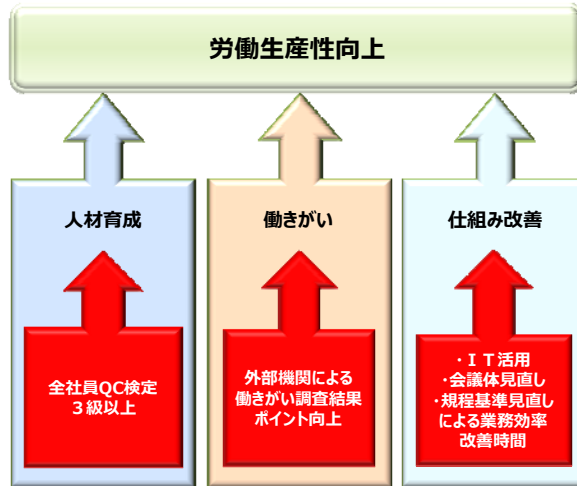 労働生産性向上
人材育成
全社員QC検定
３級以上
働きがい
外部機関による
働きがい調査結果
ポイント向上
仕組み改善
・ＩＴ活用
・会議体見直し
・規程基準見直し
による業務効率
改善時間